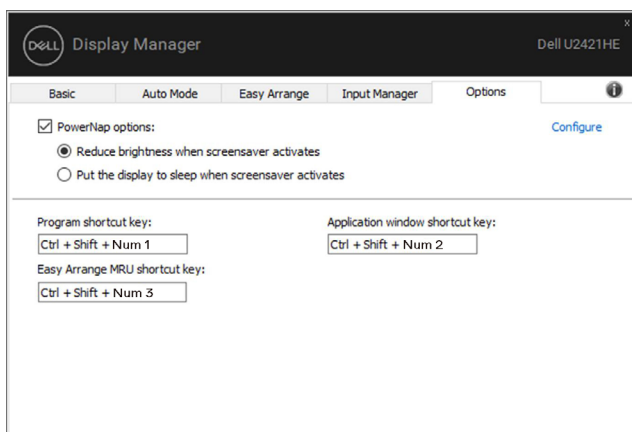 x
DELL Display Manager Dell U2421HE
Basic Auto Mode Easy Arrange Input Manager Options i
PowerNap options: Configure
Reduce brightness when screensaver activates
Put the display to sleep when screensaver activates
Program shortcut key: Application window shortcut key:
Ctrl + Shift + Num 1 Ctrl + Shift + Num 2
Easy Arrange MRU shortcut key:
Ctrl + Shift + Num 3